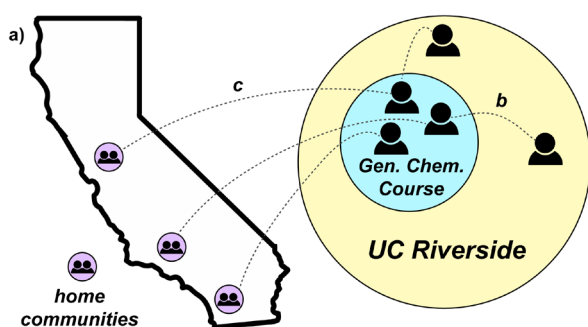 a)
c
b
Gen. Chem.
Course
UC Riverside
home
communities